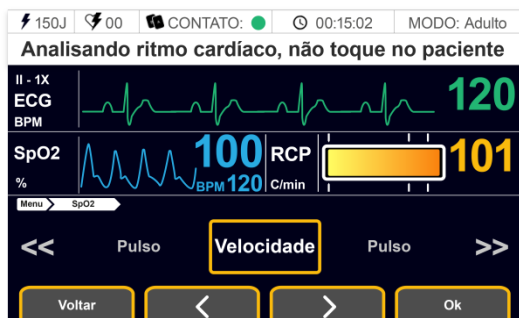 150J 00 CONTATO: 00:15:02 MODO: Adulto
Analisando ritmo cardíaco, não toque no paciente
II - 1X
ECG
BPM
120
SpO2
%
100
BPM 120
RCP
C/min
101
Menu SpO2
<< Pulso Velocidade Pulso >>
Voltar < > Ok